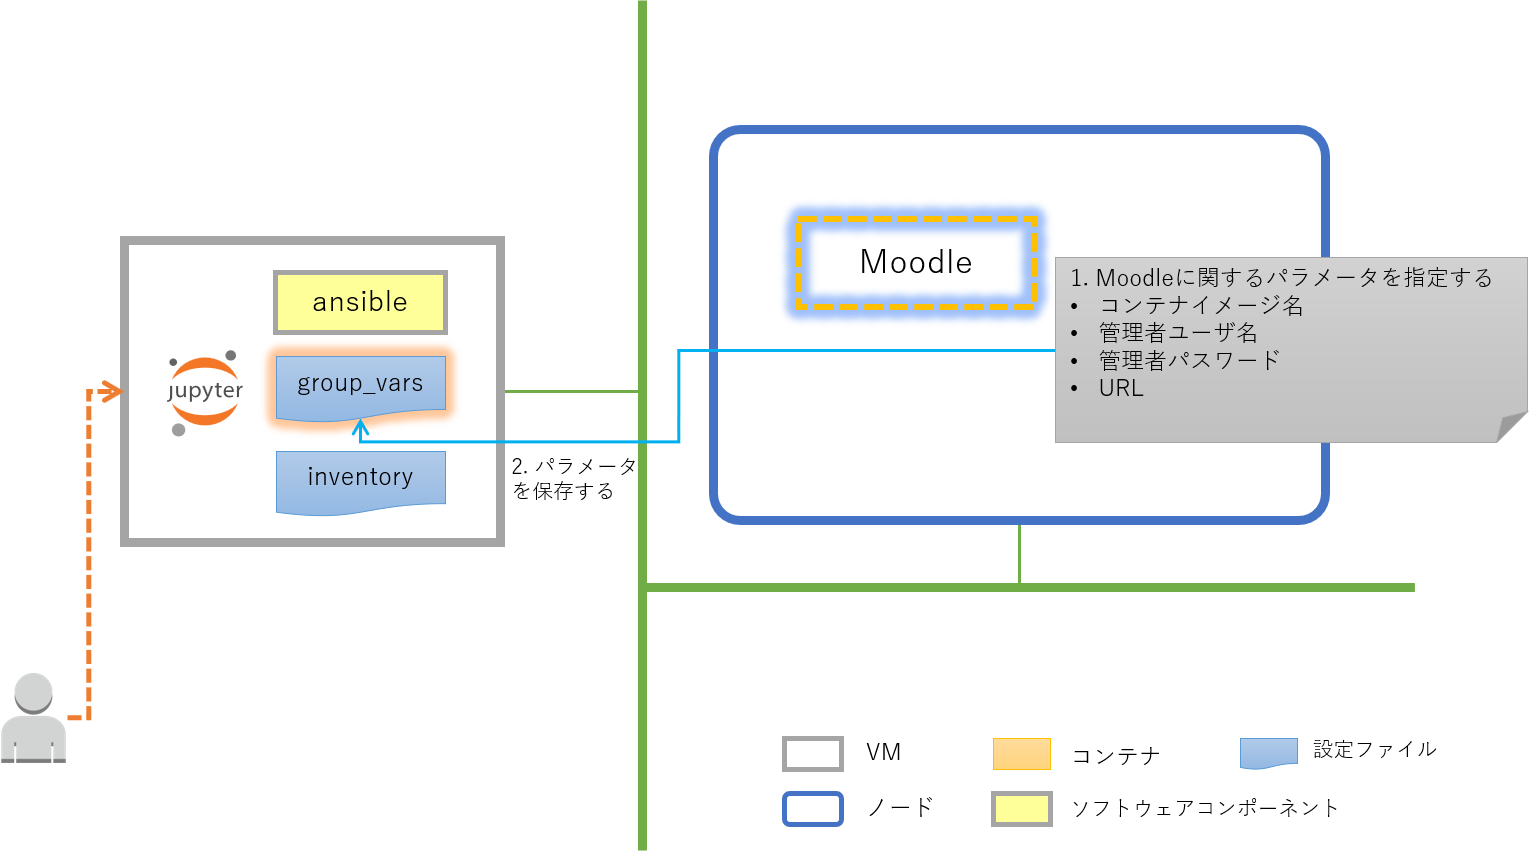 ansible
jupyter
group_vars
inventory
2. パラメータ
を保存する
Moodle
1. Moodleに関するパラメータを指定する
• コンテナイメージ名
• 管理者ユーザ名
• 管理者パスワード
• URL
VM
コンテナ
設定ファイル
ノード
ソフトウェアコンポーネント